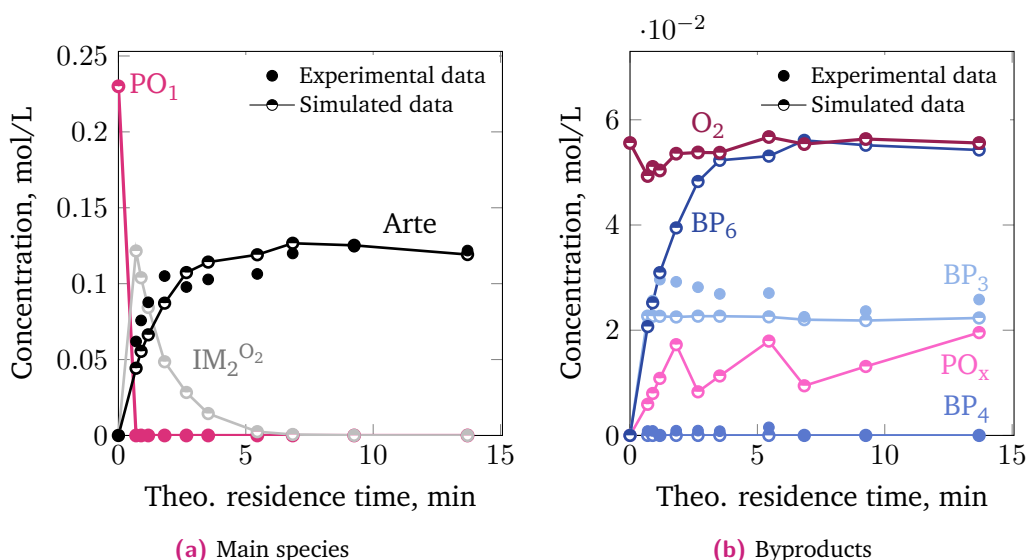 0.25
0.2
0.15
0.1
0.05
0
0 5 10 15
Concentration, mol/L
Theo. residence time, min
PO₁
Experimental data
Simulated data
Arte
IM₂^O₂
(a) Main species
·10⁻²
6
4
2
0
0 5 10 15
Concentration, mol/L
Theo. residence time, min
Experimental data
Simulated data
O₂
BP₆
BP₃
POₓ
BP₄
(b) Byproducts